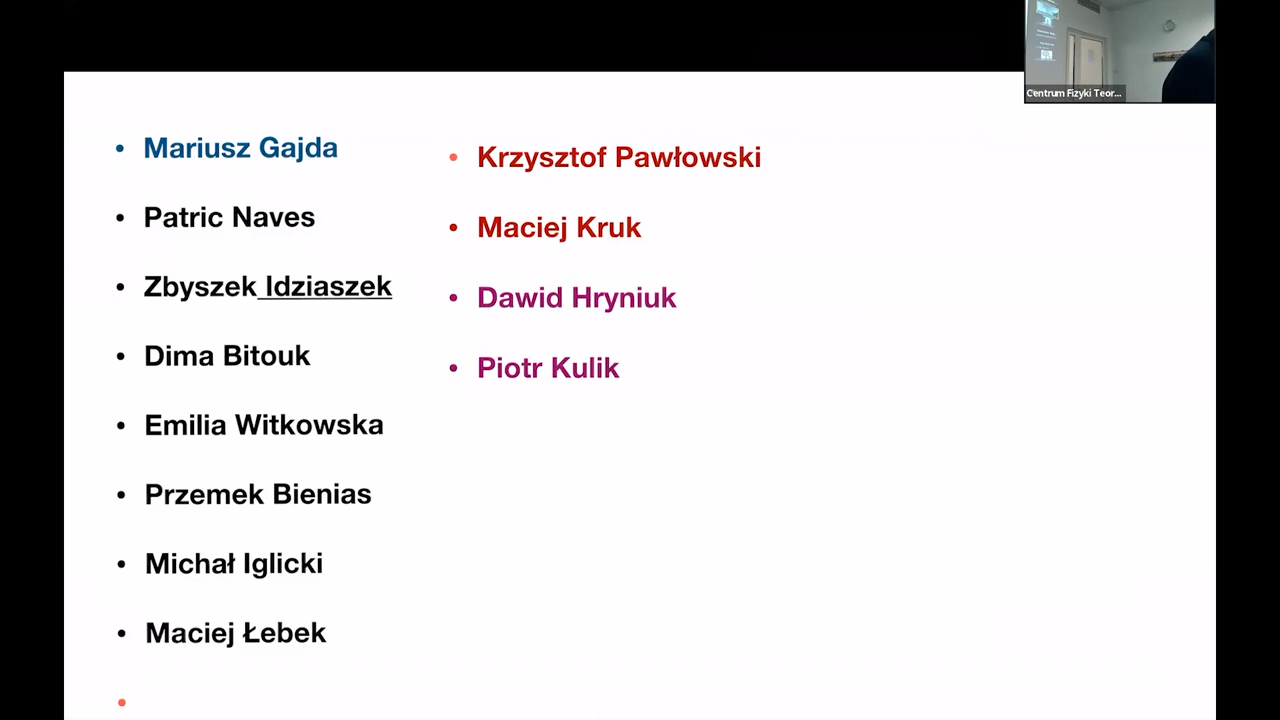 Centrum Fizyki Teor...
• Mariusz Gajda
• Patric Naves
• Zbyszek Idziaszek
• Dima Bitouk
• Emilia Witkowska
• Przemek Bienias
• Michał Iglicki
• Maciej Łebek
•
• Krzysztof Pawłowski
• Maciej Kruk
• Dawid Hryniuk
• Piotr Kulik